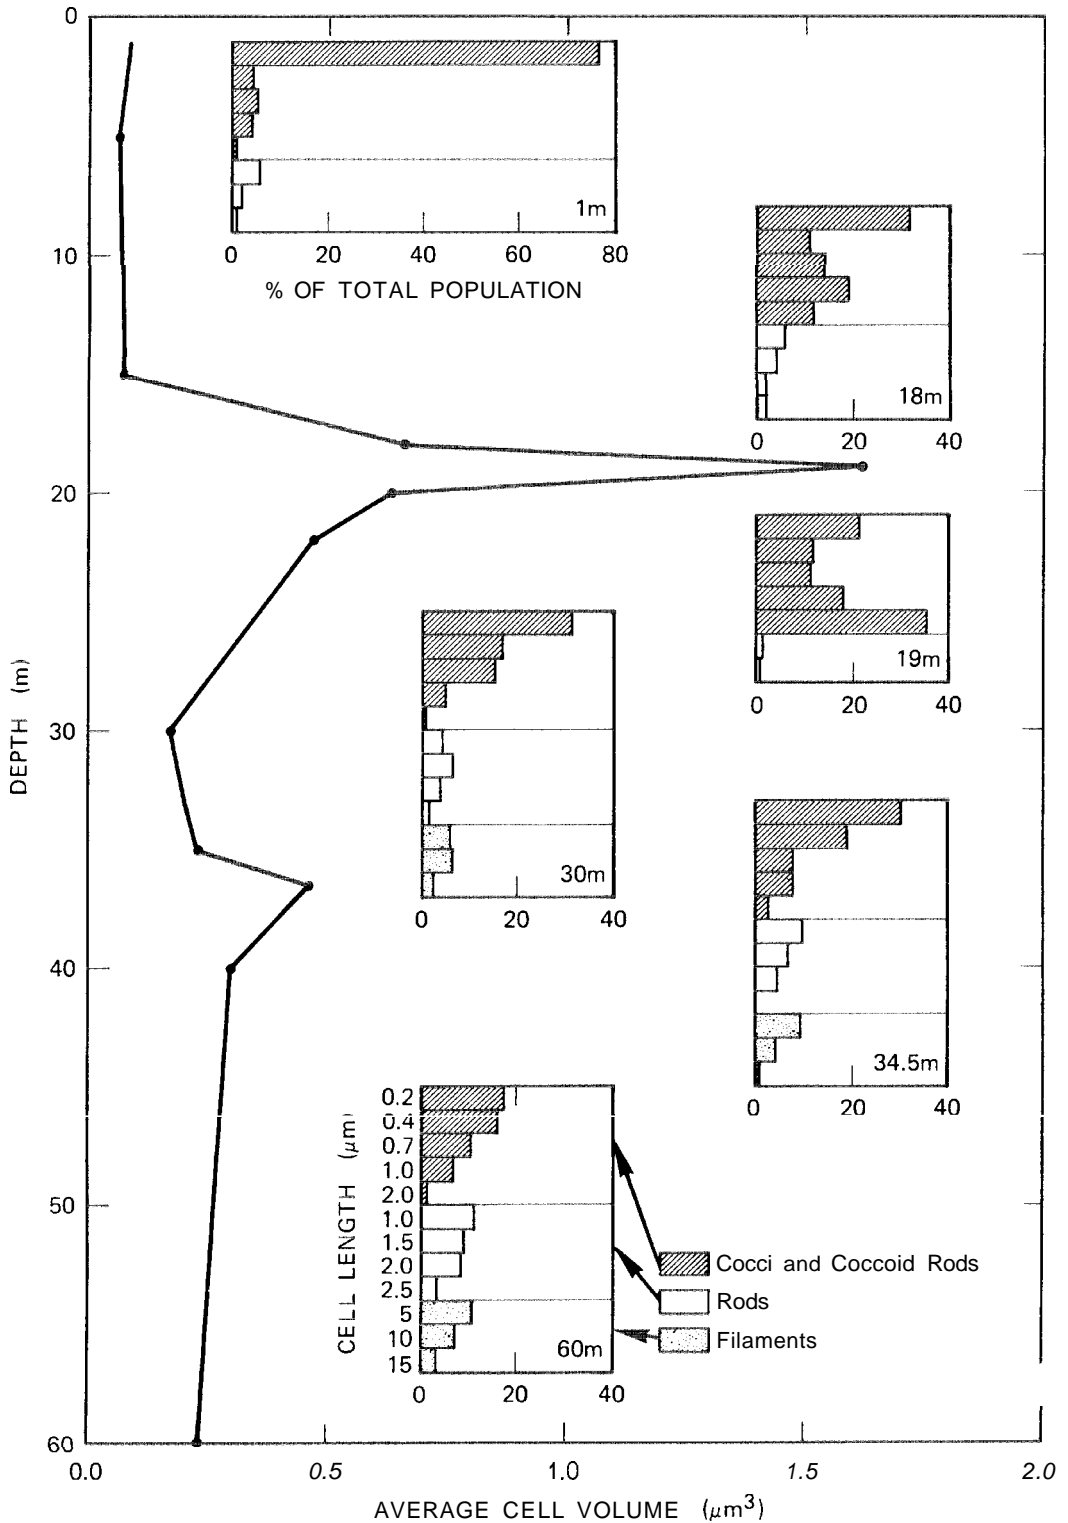 0
1m
0 20 40 60 80
% OF TOTAL POPULATION
10
18m
0 20 40
20
19m
0 20 40
DEPTH (m)
30
30m
0 20 40
34.5m
0 20 40
40
CELL LENGTH (μm)
0.2
0.4
0.7
1.0
2.0
1.0
1.5
2.0
2.5
5
10
15
60m
0 20 40
Cocci and Coccoid Rods
Rods
Filaments
50
60
0.0 0.5 1.0 1.5 2.0
AVERAGE CELL VOLUME (μm³)